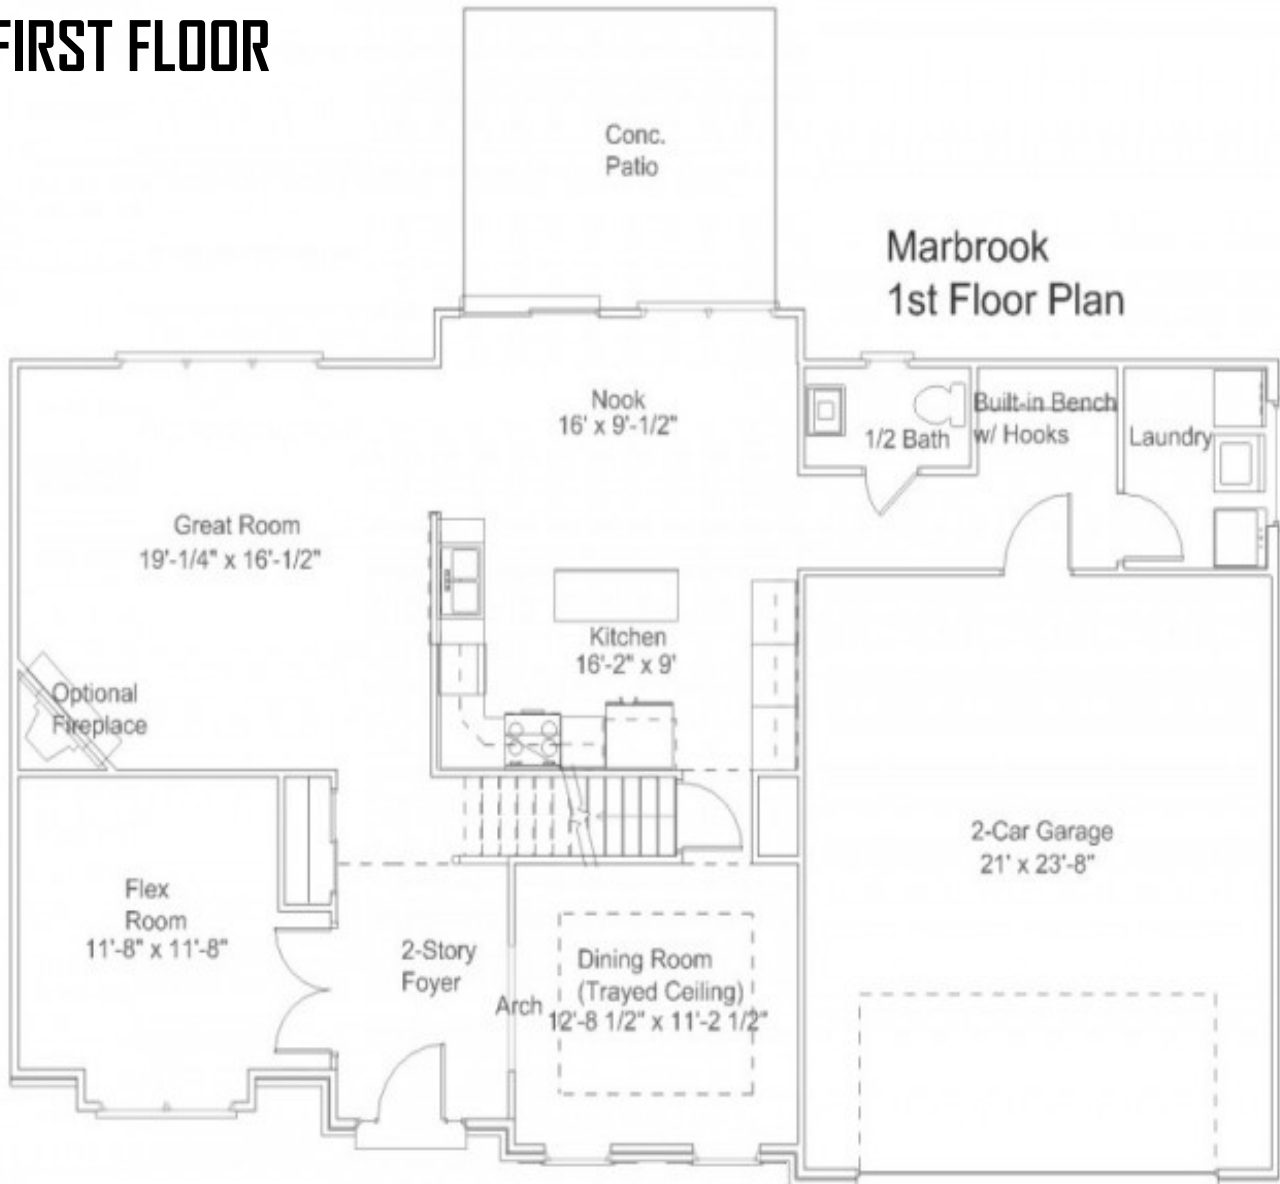 FIRST FLOOR
Conc.
Patio
Marbrook
1st Floor Plan
Nook
16' x 9'-1/2"
1/2 Bath
Built-in Bench
w/ Hooks
Laundry
Great Room
19'-1/4" x 16'-1/2"
Kitchen
16'-2" x 9'
Optional
Fireplace
2-Car Garage
21' x 23'-8"
Flex
Room
11'-8" x 11'-8"
2-Story
Foyer
Arch
Dining Room
(Trayed Ceiling)
12'-8 1/2" x 11'-2 1/2"